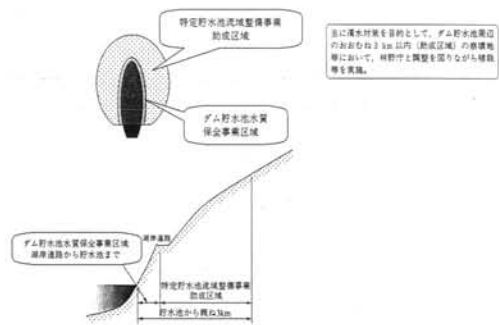 特定貯水池流域整備事業
助成区域
主に濁水対策を目的として、ダム貯水池周辺
のおおむね3km以内（助成区域）の崩壊地
等において、林野庁と調整を図りながら植栽
等を実施。
ダム貯水池水質
保全事業区域
ダム貯水池水質保全事業区域
湖岸道路から貯水池まで
湖岸道路
特定貯水池流域整備事業
助成区域
貯水池から概ね3km